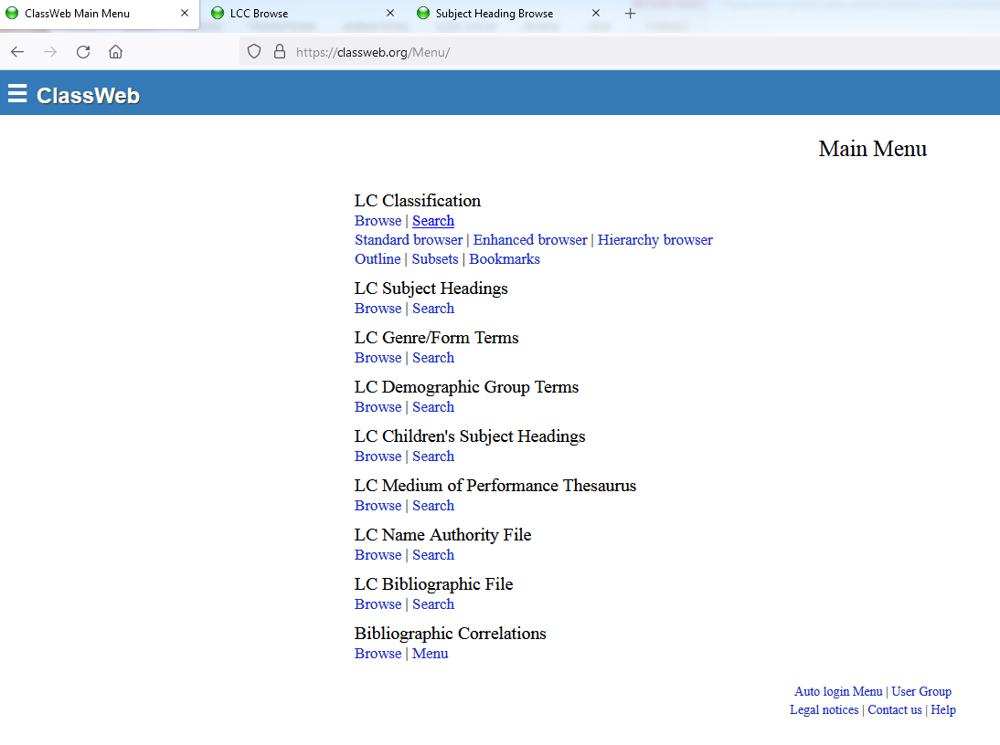 ClassWeb Main Menu
LCC Browse
Subject Heading Browse
https://classweb.org/Menu/
ClassWeb
Main Menu
LC Classification
Browse | Search
Standard browser | Enhanced browser | Hierarchy browser
Outline | Subsets | Bookmarks
LC Subject Headings
Browse | Search
LC Genre/Form Terms
Browse | Search
LC Demographic Group Terms
Browse | Search
LC Children's Subject Headings
Browse | Search
LC Medium of Performance Thesaurus
Browse | Search
LC Name Authority File
Browse | Search
LC Bibliographic File
Browse | Search
Bibliographic Correlations
Browse | Menu
Auto login Menu | User Group
Legal notices | Contact us | Help